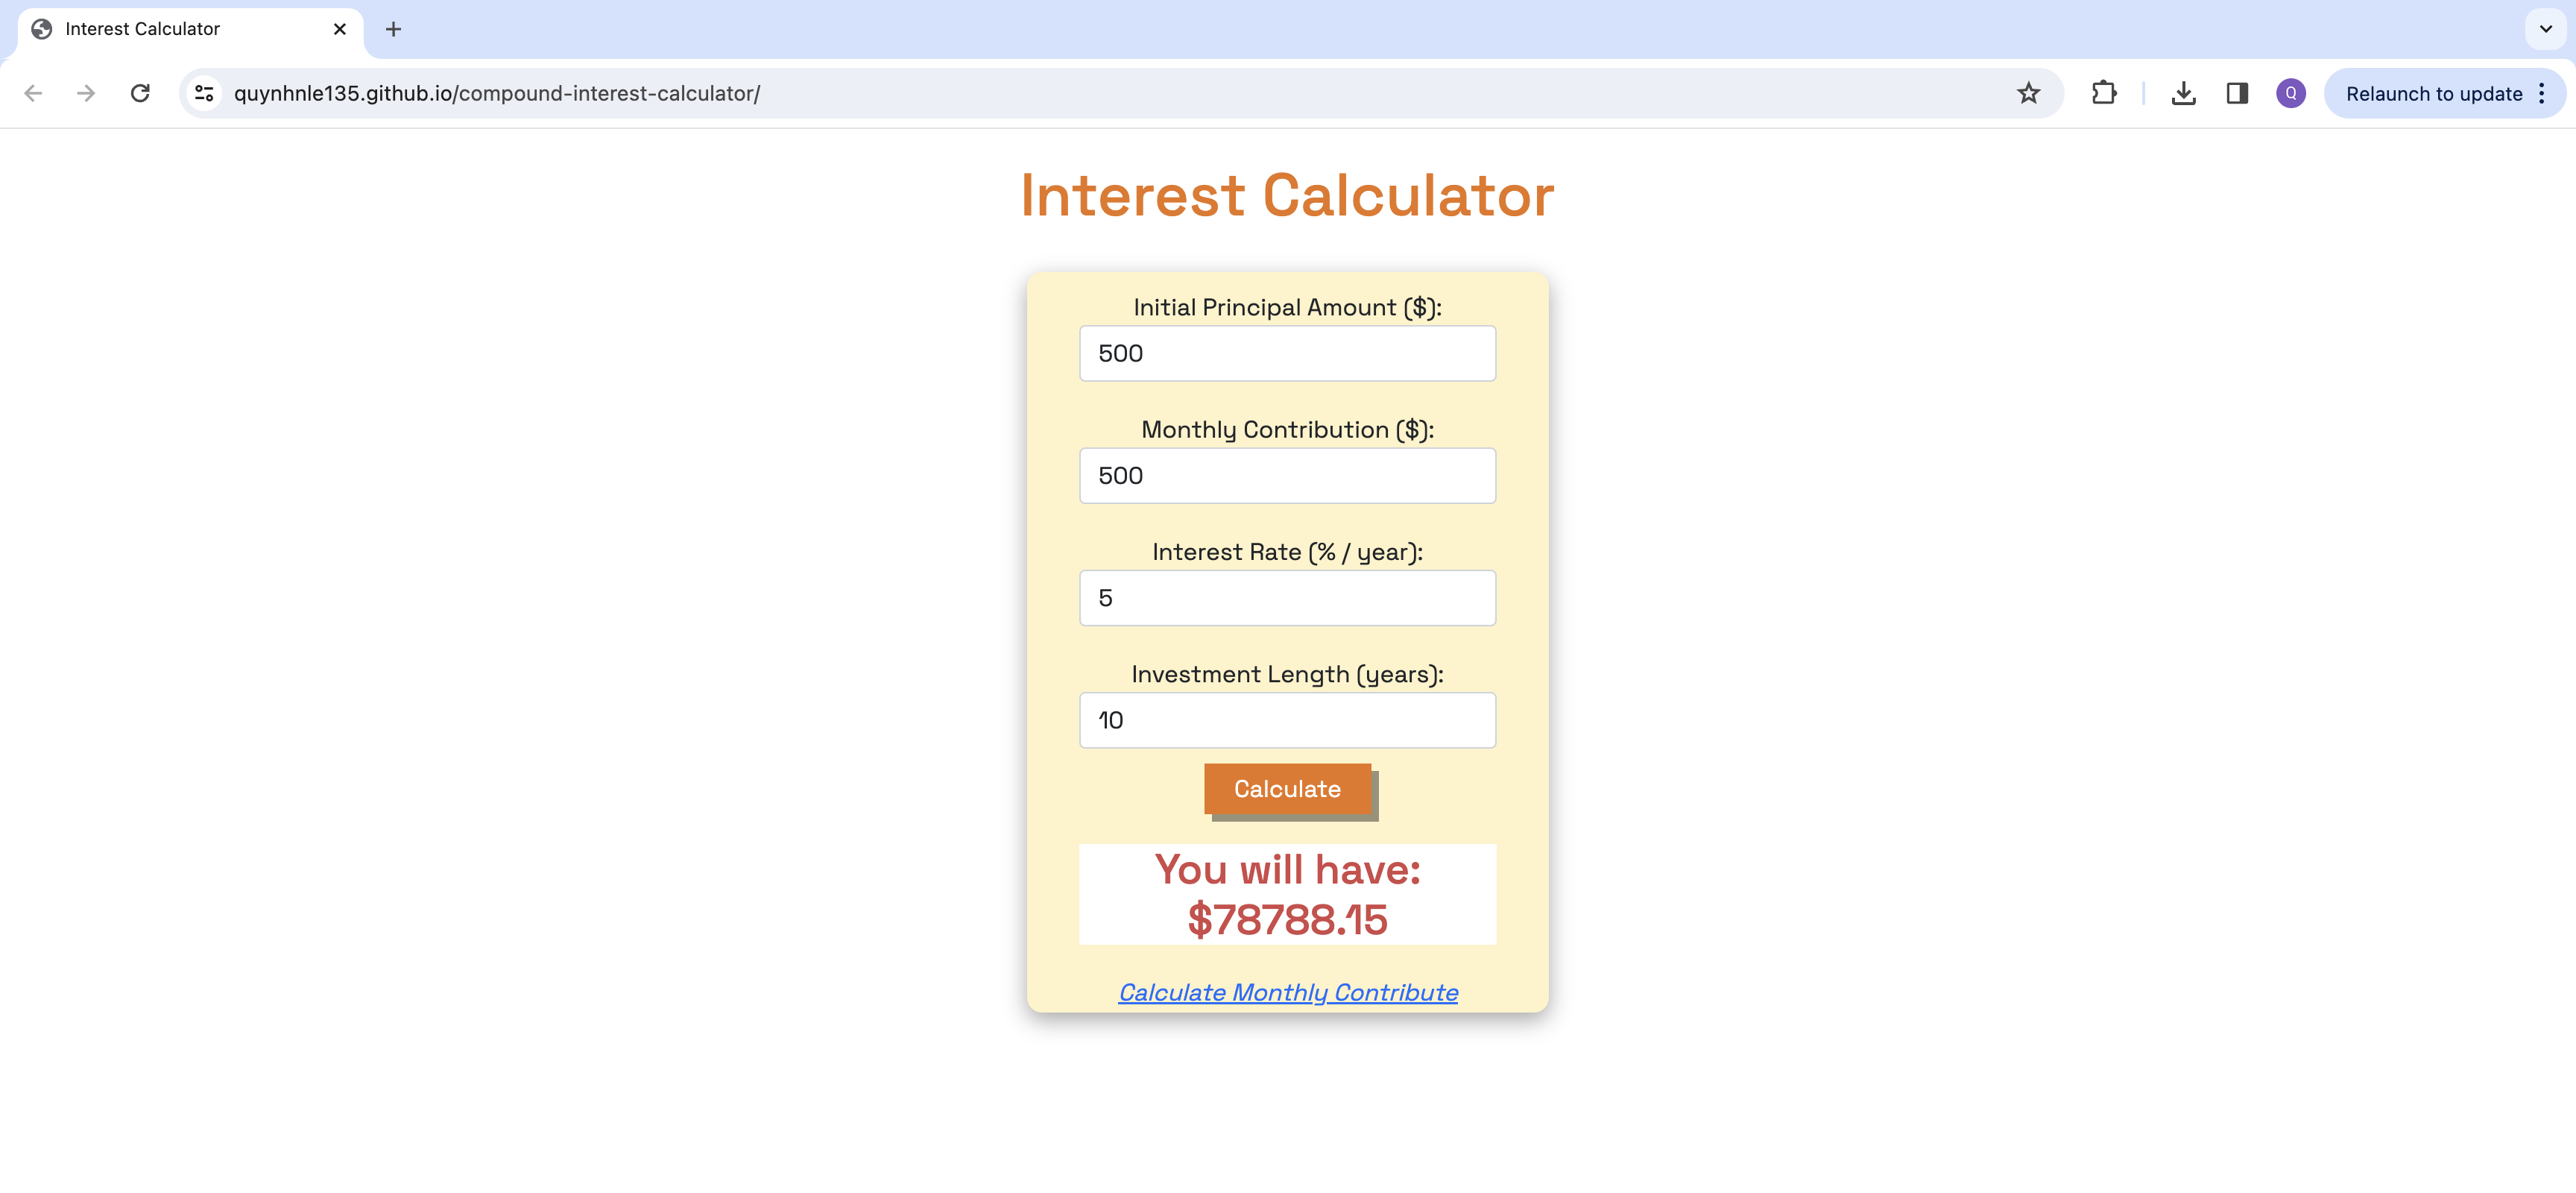 Interest Calculator
quynhnle135.github.io/compound-interest-calculator/
Q
Relaunch to update
Interest Calculator
Initial Principal Amount ($):
500
Monthly Contribution ($):
500
Interest Rate (% / year):
5
Investment Length (years):
10
Calculate
You will have:
$78788.15
Calculate Monthly Contribute